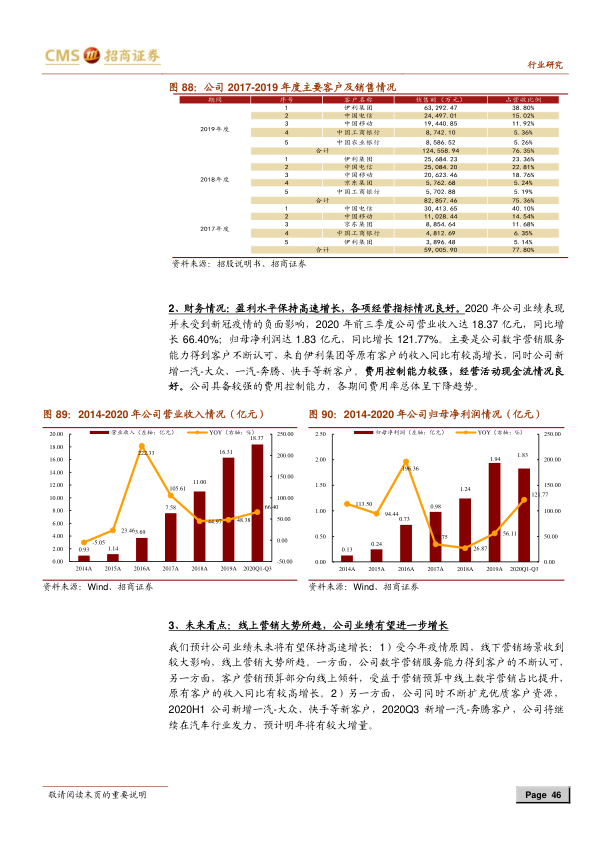 CMS 招商证券
行业研究
图 88：公司 2017-2019 年度主要客户及销售情况
期间 序号 客户名称 销售额（万元） 占营收比例
2019年度
1 伊利集团 63,292.47 38.80%
2 中国电信 24,497.01 15.02%
3 中国移动 19,440.85 11.92%
4 中国工商银行 8,742.10 5.36%
5 中国农业银行 8,586.52 5.26%
合计 124,558.94 76.35%
2018年度
1 伊利集团 25,684.23 23.36%
2 中国电信 25,084.20 22.81%
3 中国移动 20,623.46 18.76%
4 京东集团 5,762.68 5.24%
5 中国工商银行 5,702.88 5.19%
合计 82,857.46 75.36%
2017年度
1 中国电信 30,413.65 40.10%
2 中国移动 11,028.44 14.54%
3 京东集团 8,854.64 11.68%
4 中国工商银行 4,812.69 6.35%
5 伊利集团 3,896.48 5.14%
合计 59,005.90 77.80%
资料来源：招股说明书、招商证券
2、财务情况：盈利水平保持高速增长，各项经营指标情况良好。2020 年公司业绩表现
并未受到新冠疫情的负面影响，2020 年前三季度公司营业收入达 18.37 亿元，同比增
长 66.40%；归母净利润达 1.83 亿元，同比增长 121.77%。主要是公司数字营销服务
能力得到客户不断认可，来自伊利集团等原有客户的收入同比有较高增长，同时公司新
增一汽-大众、一汽-奔腾、快手等新客户。费用控制能力较强，经营活动现金流情况良
好。公司具备较强的费用控制能力，各期间费用率总体呈下降趋势。
图 89：2014-2020 年公司营业收入情况（亿元）
营业收入（左轴：亿元） YOY（右轴：%）
20.00
18.00
16.00
14.00
12.00
10.00
8.00
6.00
4.00
2.00
0.00
250.00
200.00
150.00
100.00
50.00
0.00
-50.00
0.93 1.14 3.69 7.58 11.00 16.31 18.37
-5.05 23.46 222.33 105.61 44.97 48.38 66.40
2014A 2015A 2016A 2017A 2018A 2019A 2020Q1-Q3
资料来源：Wind、招商证券
图 90：2014-2020 年公司归母净利润情况（亿元）
归母净利润（左轴：亿元） YOY（右轴：%）
2.50
2.00
1.50
1.00
0.50
0.00
250.00
200.00
150.00
100.00
50.00
0.00
0.13 0.24 0.73 0.98 1.24 1.94 1.83
113.50 94.44 196.36 26.87 56.11 121.77
2014A 2015A 2016A 2017A 2018A 2019A 2020Q1-Q3
资料来源：Wind、招商证券
3、未来看点：线上营销大势所趋，公司业绩有望进一步增长
我们预计公司业绩未来将有望保持高速增长：1）受今年疫情原因，线下营销场景收到
较大影响，线上营销大势所趋。一方面，公司数字营销服务能力得到客户的不断认可，
另一方面，客户营销预算部分向线上倾斜，受益于营销预算中线上数字营销占比提升，
原有客户的收入同比有较高增长。2）另一方面，公司同时不断扩充优质客户资源，
2020H1 公司新增一汽-大众、快手等新客户，2020Q3 新增一汽-奔腾客户，公司将继
续在汽车行业发力，预计明年将有较大增量。
敬请阅读末页的重要说明
Page 46